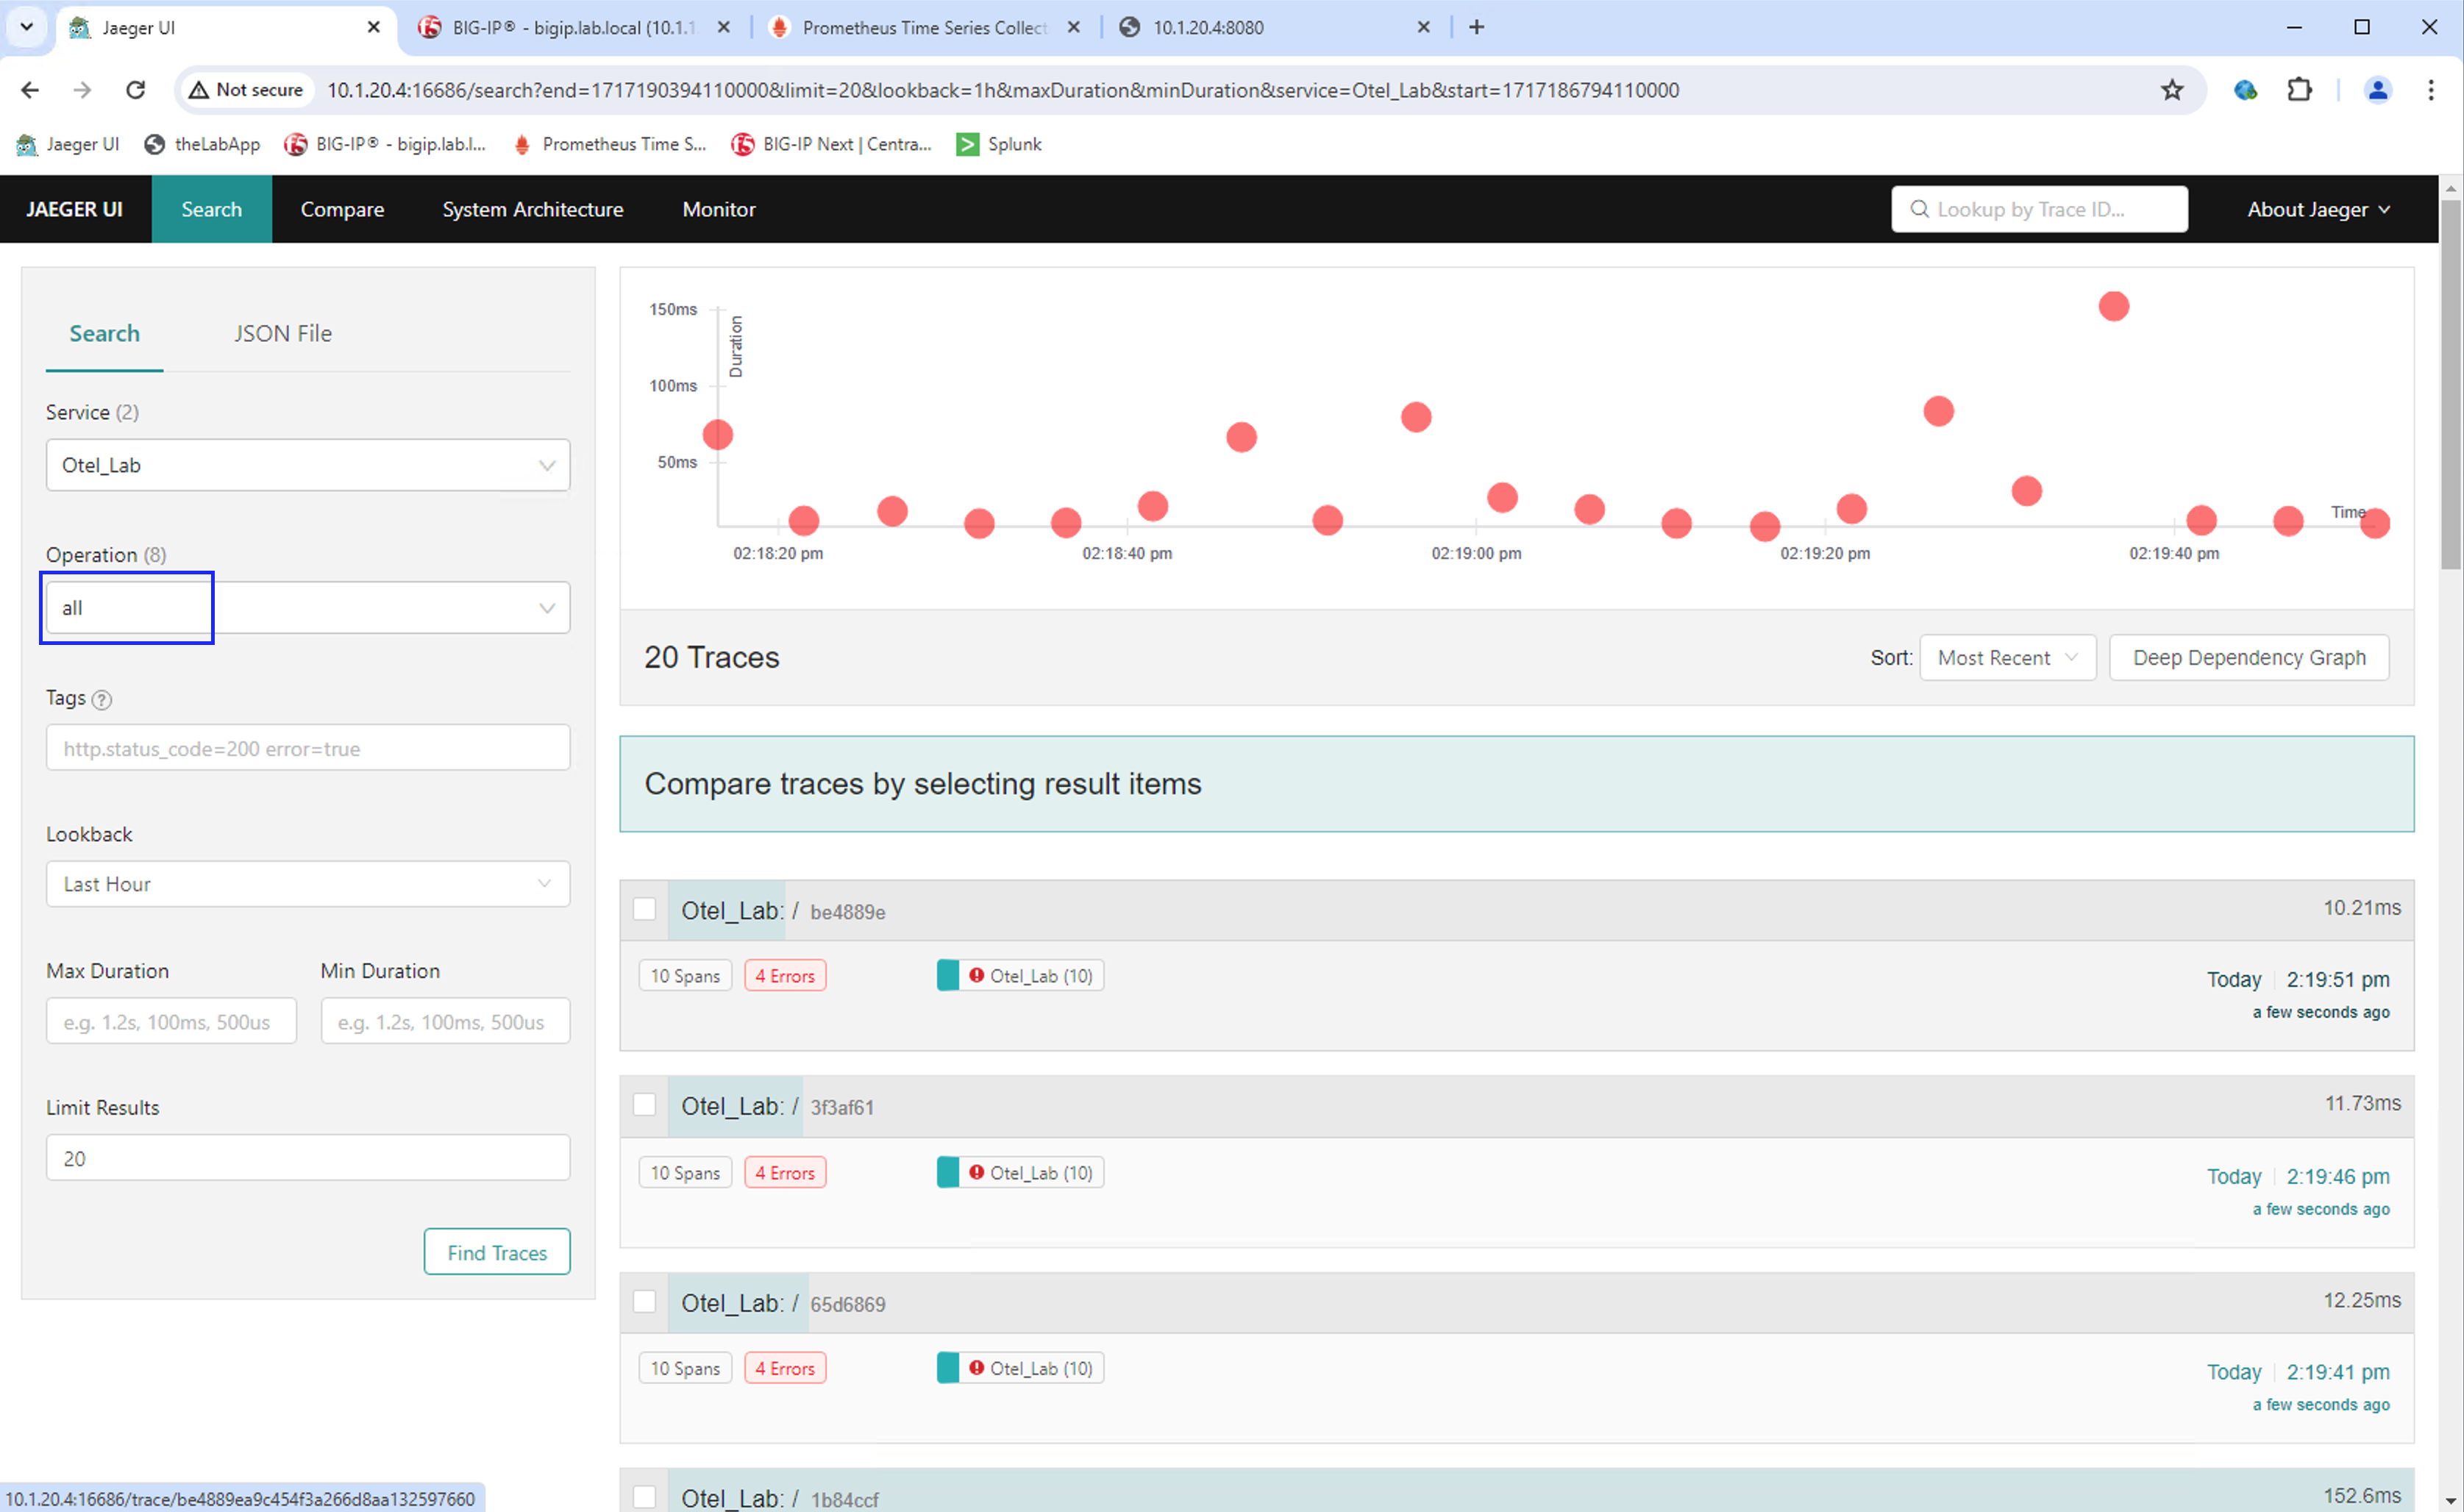 Jaeger UI
BIG-IP® - bigip.lab.local (10.1.1
Prometheus Time Series Collect
10.1.20.4:8080
Not secure
10.1.20.4:16686/search?end=1717190394110000&limit=20&lookback=1h&maxDuration&minDuration&service=Otel_Lab&start=1717186794110000
Jaeger UI
theLabApp
BIG-IP® - bigip.lab.l...
Prometheus Time S...
BIG-IP Next | Centra...
Splunk
JAEGER UI
Search
Compare
System Architecture
Monitor
Lookup by Trace ID...
About Jaeger
Search
JSON File
Service (2)
Otel_Lab
Operation (8)
all
Tags ?
http.status_code=200 error=true
Lookback
Last Hour
Max Duration
Min Duration
e.g. 1.2s, 100ms, 500us
e.g. 1.2s, 100ms, 500us
Limit Results
20
Find Traces
150ms
100ms
50ms
Duration
Time
02:18:20 pm
02:18:40 pm
02:19:00 pm
02:19:20 pm
02:19:40 pm
20 Traces
Sort:
Most Recent
Deep Dependency Graph
Compare traces by selecting result items
Otel_Lab: / be4889e
10.21ms
10 Spans
4 Errors
Otel_Lab (10)
Today
2:19:51 pm
a few seconds ago
Otel_Lab: / 3f3af61
11.73ms
10 Spans
4 Errors
Otel_Lab (10)
Today
2:19:46 pm
a few seconds ago
Otel_Lab: / 65d6869
12.25ms
10 Spans
4 Errors
Otel_Lab (10)
Today
2:19:41 pm
a few seconds ago
Otel_Lab: / 1b84ccf
152.6ms
10.1.20.4:16686/trace/be4889ea9c454f3a266d8aa132597660